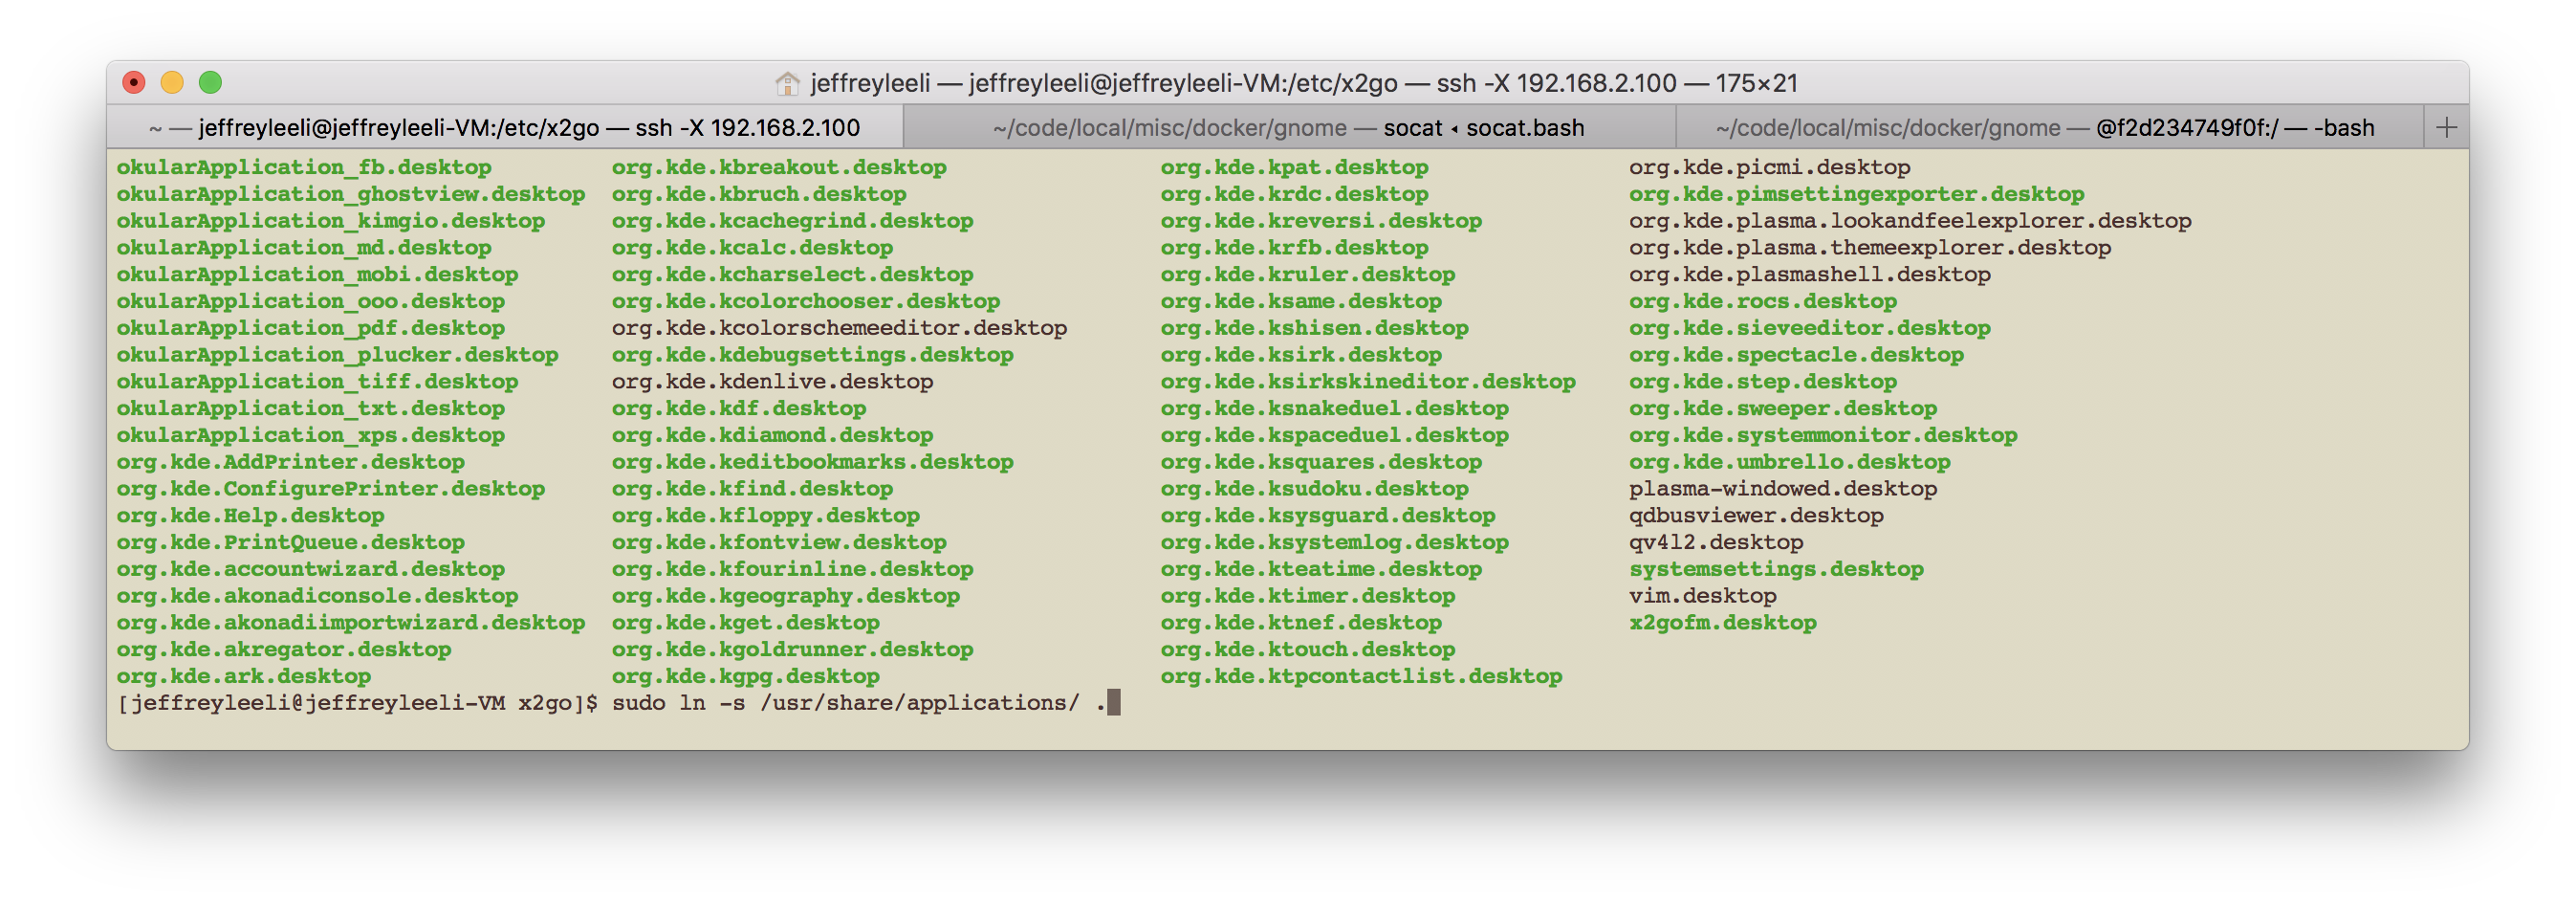 jeffreyleeli — jeffreyleeli@jeffreyleeli-VM:/etc/x2go — ssh -X 192.168.2.100 — 175×21
~ — jeffreyleeli@jeffreyleeli-VM:/etc/x2go — ssh -X 192.168.2.100 ~/code/local/misc/docker/gnome — socat ◂ socat.bash ~/code/local/misc/docker/gnome — @f2d234749f0f:/ — -bash +
okularApplication_fb.desktop org.kde.kbreakout.desktop org.kde.kpat.desktop org.kde.picmi.desktop
okularApplication_ghostview.desktop org.kde.kbruch.desktop org.kde.krdc.desktop org.kde.pimsettingexporter.desktop
okularApplication_kimgio.desktop org.kde.kcachegrind.desktop org.kde.kreversi.desktop org.kde.plasma.lookandfeelexplorer.desktop
okularApplication_md.desktop org.kde.kcalc.desktop org.kde.krfb.desktop org.kde.plasma.themeexplorer.desktop
okularApplication_mobi.desktop org.kde.kcharselect.desktop org.kde.kruler.desktop org.kde.plasmashell.desktop
okularApplication_ooo.desktop org.kde.kcolorchooser.desktop org.kde.ksame.desktop org.kde.rocs.desktop
okularApplication_pdf.desktop org.kde.kcolorschemeeditor.desktop org.kde.kshisen.desktop org.kde.sieveeditor.desktop
okularApplication_plucker.desktop org.kde.kdebugsettings.desktop org.kde.ksirk.desktop org.kde.spectacle.desktop
okularApplication_tiff.desktop org.kde.kdenlive.desktop org.kde.ksirkskineditor.desktop org.kde.step.desktop
okularApplication_txt.desktop org.kde.kdf.desktop org.kde.ksnakeduel.desktop org.kde.sweeper.desktop
okularApplication_xps.desktop org.kde.kdiamond.desktop org.kde.kspaceduel.desktop org.kde.systemmonitor.desktop
org.kde.AddPrinter.desktop org.kde.keditbookmarks.desktop org.kde.ksquares.desktop org.kde.umbrello.desktop
org.kde.ConfigurePrinter.desktop org.kde.kfind.desktop org.kde.ksudoku.desktop plasma-windowed.desktop
org.kde.Help.desktop org.kde.kfloppy.desktop org.kde.ksysguard.desktop qdbusviewer.desktop
org.kde.PrintQueue.desktop org.kde.kfontview.desktop org.kde.ksystemlog.desktop qv4l2.desktop
org.kde.accountwizard.desktop org.kde.kfourinline.desktop org.kde.kteatime.desktop systemsettings.desktop
org.kde.akonadiconsole.desktop org.kde.kgeography.desktop org.kde.ktimer.desktop vim.desktop
org.kde.akonadiimportwizard.desktop org.kde.kget.desktop org.kde.ktnef.desktop x2gofm.desktop
org.kde.akregator.desktop org.kde.kgoldrunner.desktop org.kde.ktouch.desktop
org.kde.ark.desktop org.kde.kgpg.desktop org.kde.ktpcontactlist.desktop
[jeffreyleeli@jeffreyleeli-VM x2go]$ sudo ln -s /usr/share/applications/ .